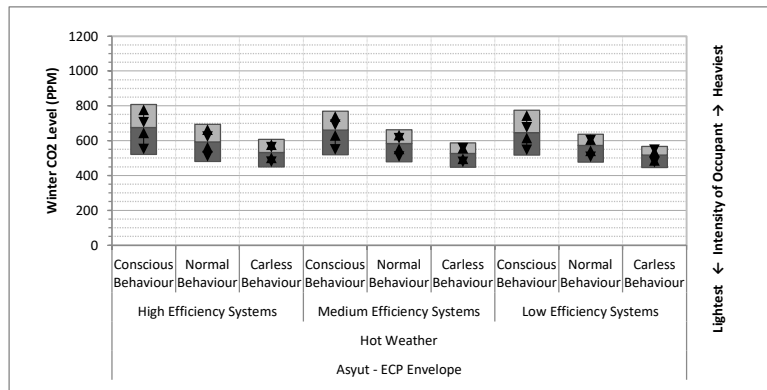 1200
1000
800
600
400
200
0
Winter CO2 Level (PPM)
Conscious Behaviour
Normal Behaviour
Carless Behaviour
Conscious Behaviour
Normal Behaviour
Carless Behaviour
Conscious Behaviour
Normal Behaviour
Carless Behaviour
High Efficiency Systems
Medium Efficiency Systems
Low Efficiency Systems
Hot Weather
Asyut - ECP Envelope
Lightest ← Intensity of Occupant → Heaviest